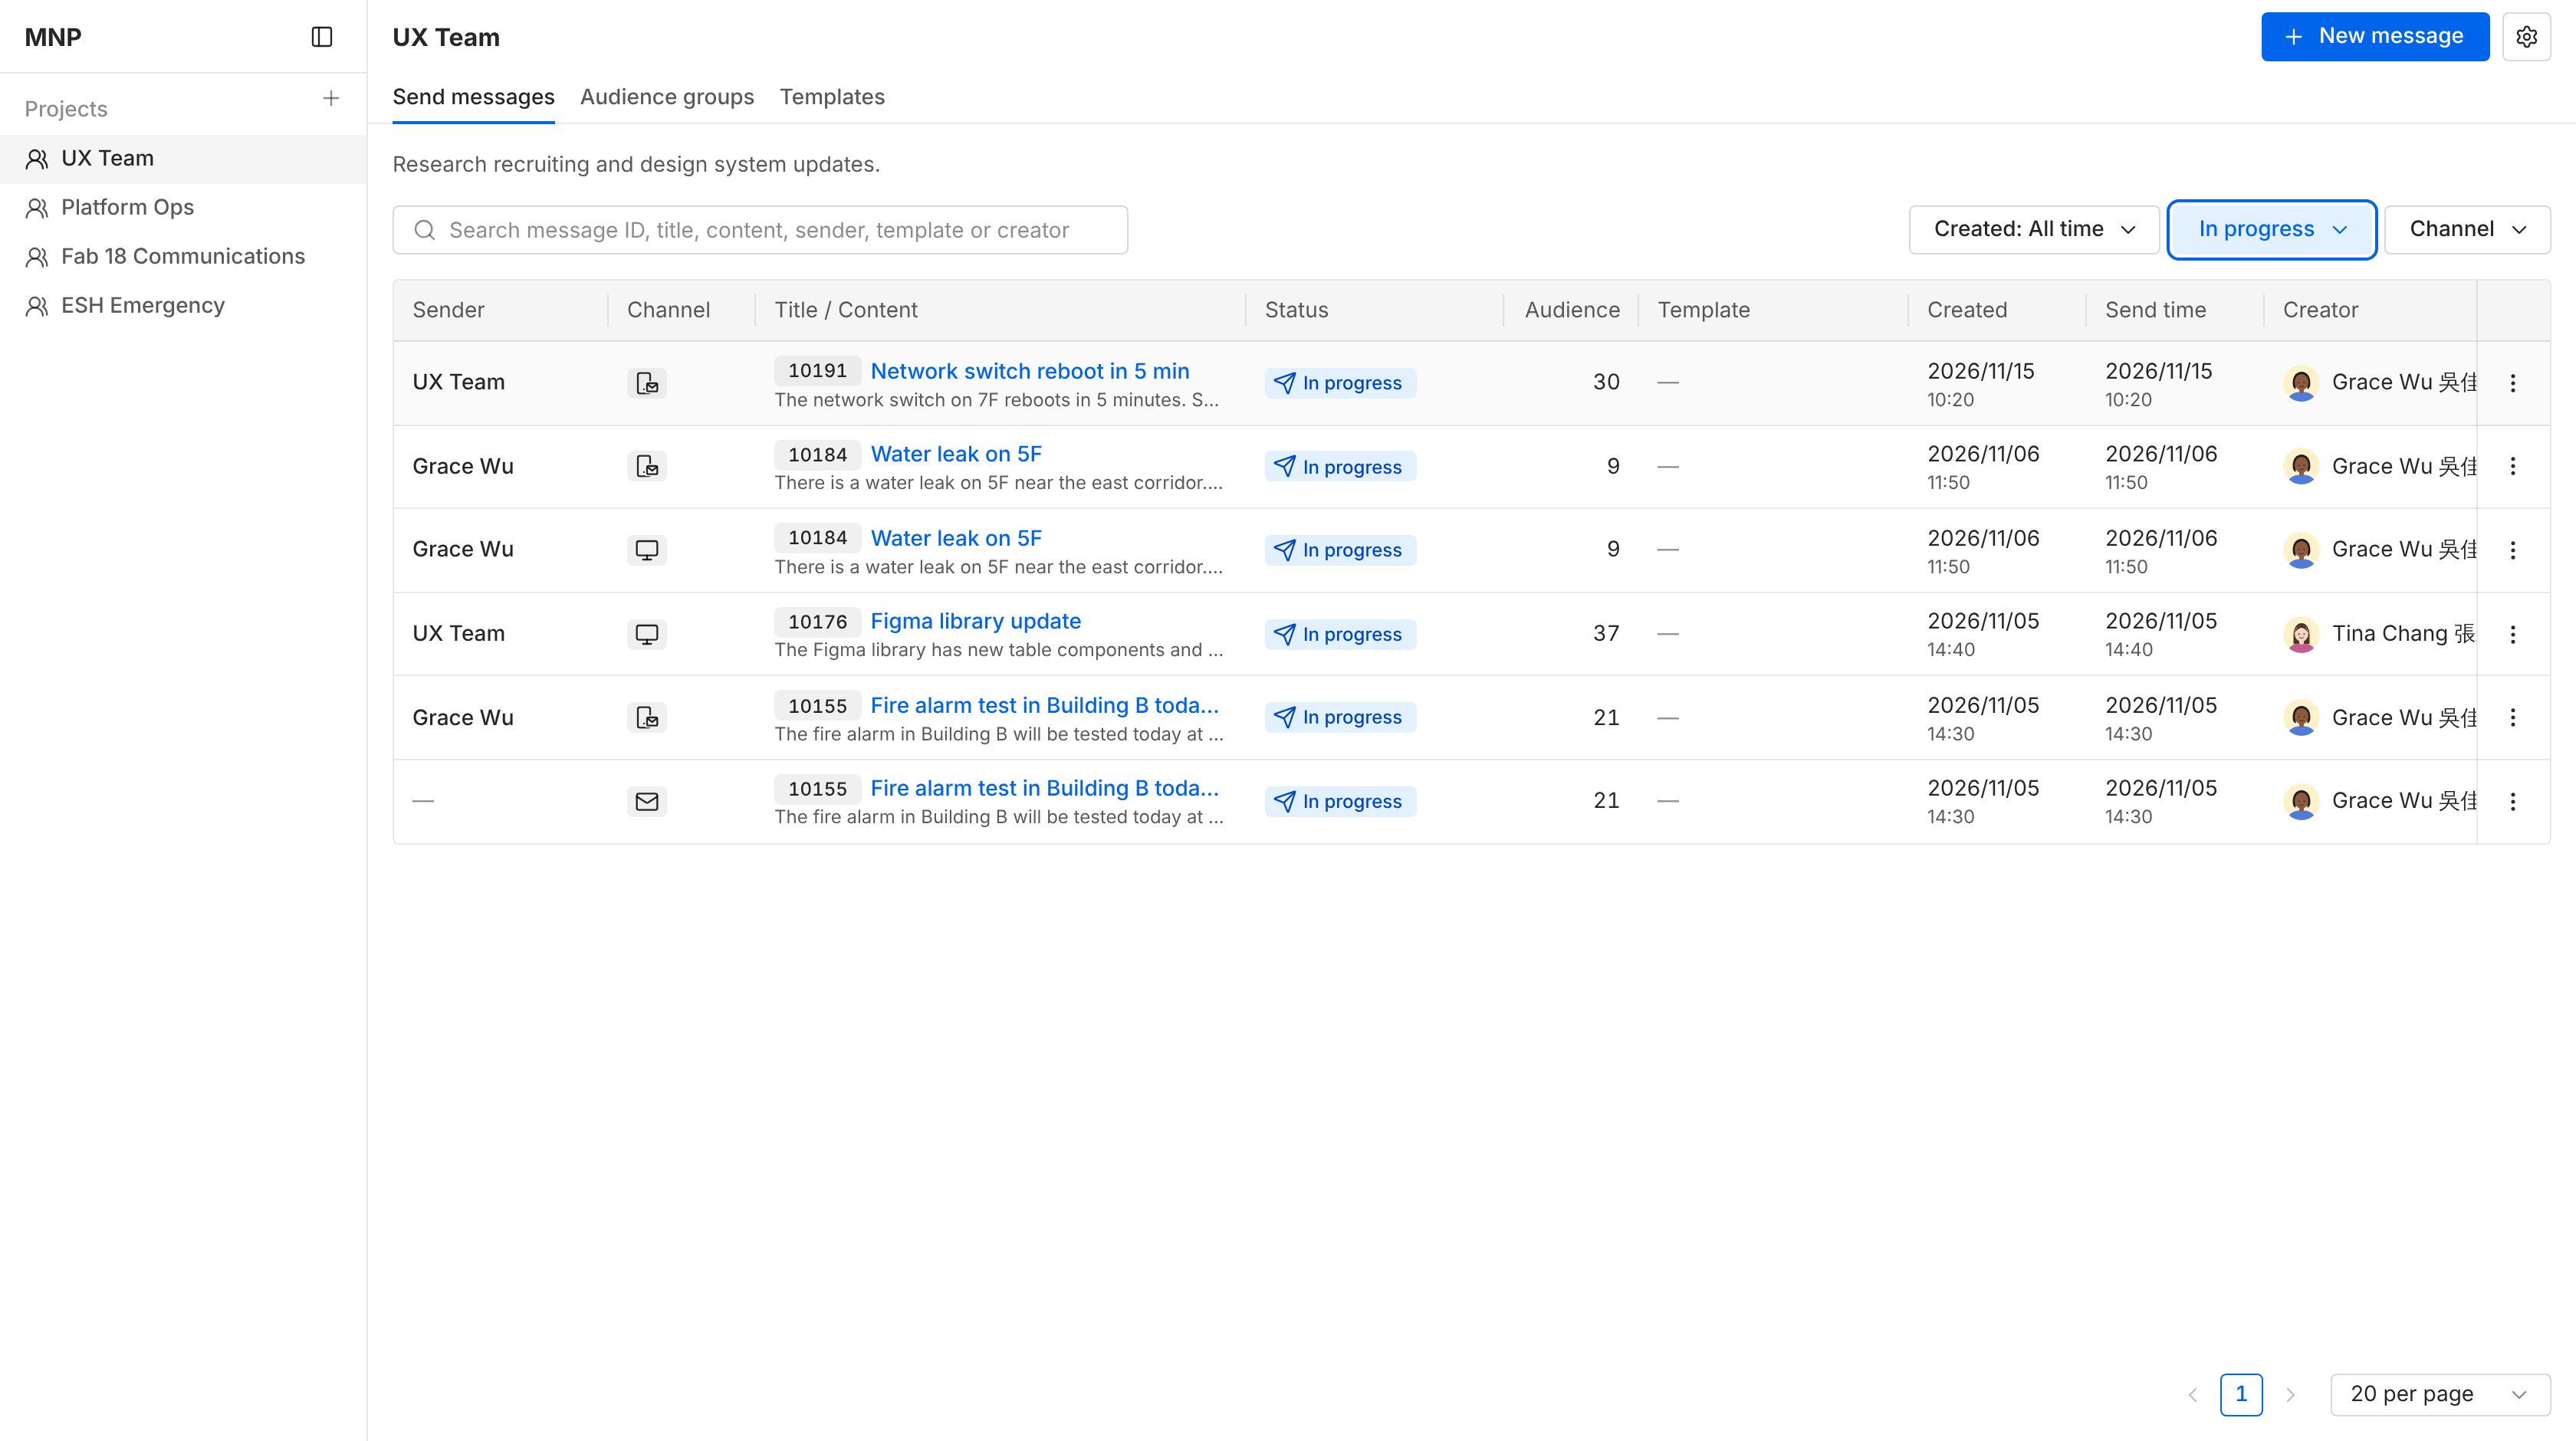 MNP
Projects
UX Team
Platform Ops
Fab 18 Communications
ESH Emergency
UX Team
New message
Send messages Audience groups Templates
Research recruiting and design system updates.
Search message ID, title, content, sender, template or creator
Created: All time In progress Channel
Sender Channel Title / Content Status Audience Template Created Send time Creator
UX Team 10191 Network switch reboot in 5 min In progress 30 — 2026/11/15 2026/11/15 Grace Wu 吳
The network switch on 7F reboots in 5 minutes. S... 10:20 10:20
Grace Wu 10184 Water leak on 5F In progress 9 — 2026/11/06 2026/11/06 Grace Wu 吳
There is a water leak on 5F near the east corridor.... 11:50 11:50
Grace Wu 10184 Water leak on 5F In progress 9 — 2026/11/06 2026/11/06 Grace Wu 吳
There is a water leak on 5F near the east corridor.... 11:50 11:50
UX Team 10176 Figma library update In progress 37 — 2026/11/05 2026/11/05 Tina Chang 張
The Figma library has new table components and ... 14:40 14:40
Grace Wu 10155 Fire alarm test in Building B toda... In progress 21 — 2026/11/05 2026/11/05 Grace Wu 吳
The fire alarm in Building B will be tested today at ... 14:30 14:30
— 10155 Fire alarm test in Building B toda... In progress 21 — 2026/11/05 2026/11/05 Grace Wu 吳
The fire alarm in Building B will be tested today at ... 14:30 14:30
1 20 per page